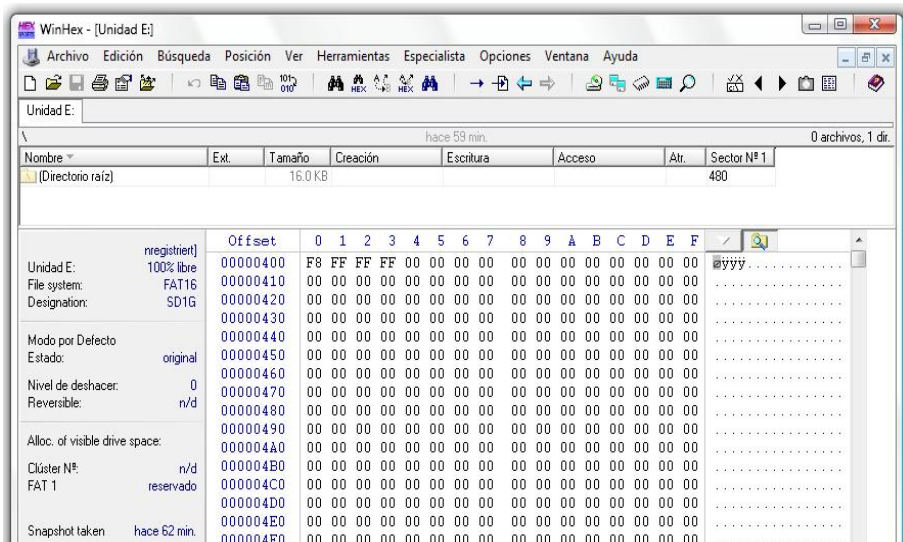 WinHex - [Unidad E:]
Archivo Edición Búsqueda Posición Ver Herramientas Especialista Opciones Ventana Ayuda
Unidad E:
\ hace 59 min. 0 archivos, 1 dir.
Nombre Ext. Tamaño Creación Escritura Acceso Atr. Sector Nº 1
(Directorio raíz) 16.0 KB 480
nregistriert]
Unidad E: 100% libre
File system: FAT16
Designation: SD1G
Modo por Defecto
Estado: original
Nivel de deshacer: 0
Reversible: n/d
Alloc. of visible drive space:
Clúster Nº: n/d
FAT 1 reservado
Snapshot taken hace 62 min.
Offset 0 1 2 3 4 5 6 7 8 9 A B C D E F
00000400 F8 FF FF FF 00 00 00 00 00 00 00 00 00 00 00 00 øÿÿÿ............
00000410 00 00 00 00 00 00 00 00 00 00 00 00 00 00 00 00 ................
00000420 00 00 00 00 00 00 00 00 00 00 00 00 00 00 00 00 ................
00000430 00 00 00 00 00 00 00 00 00 00 00 00 00 00 00 00 ................
00000440 00 00 00 00 00 00 00 00 00 00 00 00 00 00 00 00 ................
00000450 00 00 00 00 00 00 00 00 00 00 00 00 00 00 00 00 ................
00000460 00 00 00 00 00 00 00 00 00 00 00 00 00 00 00 00 ................
00000470 00 00 00 00 00 00 00 00 00 00 00 00 00 00 00 00 ................
00000480 00 00 00 00 00 00 00 00 00 00 00 00 00 00 00 00 ................
00000490 00 00 00 00 00 00 00 00 00 00 00 00 00 00 00 00 ................
000004A0 00 00 00 00 00 00 00 00 00 00 00 00 00 00 00 00 ................
000004B0 00 00 00 00 00 00 00 00 00 00 00 00 00 00 00 00 ................
000004C0 00 00 00 00 00 00 00 00 00 00 00 00 00 00 00 00 ................
000004D0 00 00 00 00 00 00 00 00 00 00 00 00 00 00 00 00 ................
000004E0 00 00 00 00 00 00 00 00 00 00 00 00 00 00 00 00 ................
000004F0 00 00 00 00 00 00 00 00 00 00 00 00 00 00 00 00